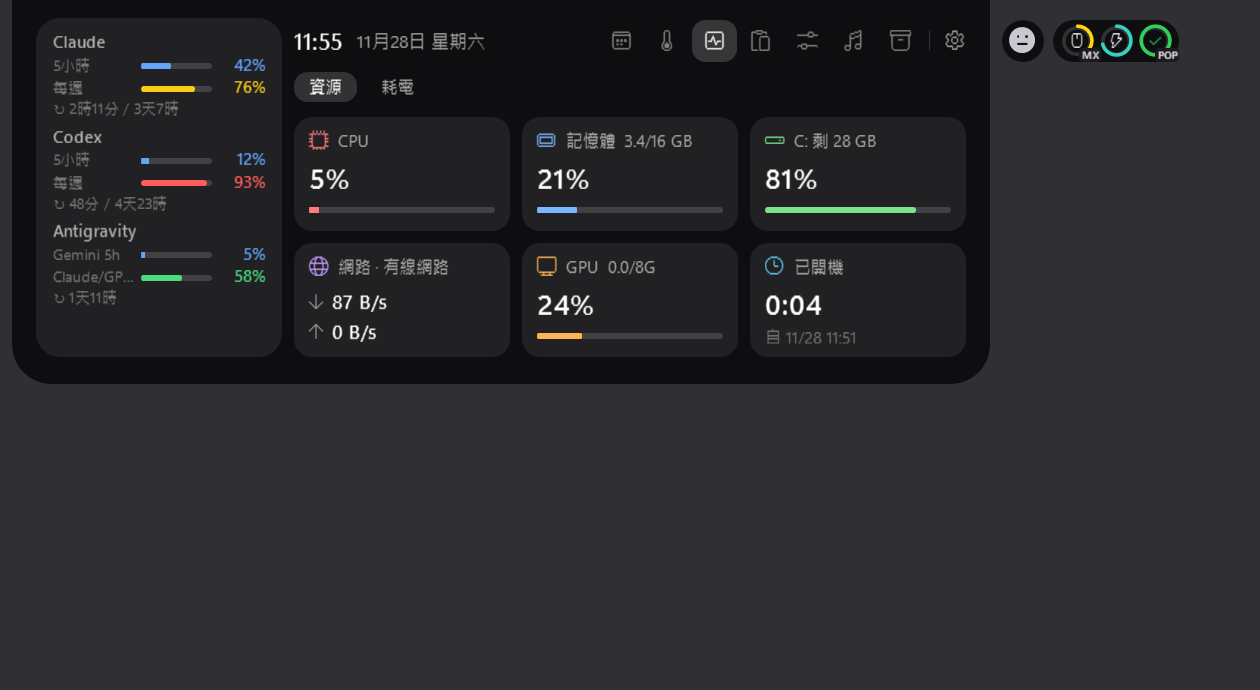 Claude
5小時 42%
每週 76%
↻ 2時11分 / 3天7時
Codex
5小時 12%
每週 93%
↻ 48分 / 4天23時
Antigravity
Gemini 5h 5%
Claude/GP... 58%
↻ 1天11時
11:55 11月28日 星期六
資源 耗電
CPU
5%
記憶體 3.4/16 GB
21%
C: 剩 28 GB
81%
網路 · 有線網路
↓ 87 B/s
↑ 0 B/s
GPU 0.0/8G
24%
已開機
0:04
自 11/28 11:51
MX
POP